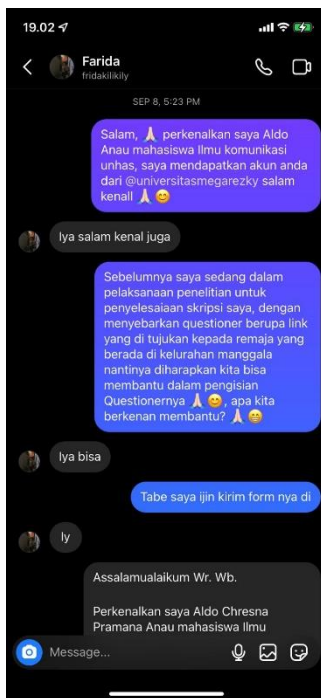 19.02
Farida
fridakilikily
SEP 8, 5:23 PM
Salam, 🙏🏻 perkenalkan saya Aldo
Anau mahasiswa Ilmu komunikasi
unhas, saya mendapatkan akun anda
dari @universitasmegarezky salam
kenall 🙏🏻 😊
Iya salam kenal juga
Sebelumnya saya sedang dalam
pelaksanaan penelitian untuk
penyelesaiaan skripsi saya, dengan
menyebarkan questioner berupa link
yang di tujukan kepada remaja yang
berada di kelurahan manggala
nantinya diharapkan kita bisa
membantu dalam pengisian
Questionernya 🙏🏻 😊, apa kita
berkenan membantu? 🙏🏻 😁
Iya bisa
Tabe saya ijin kirim form nya di
Iy
Assalamualaikum Wr. Wb.
Perkenalkan saya Aldo Chresna
Pramana Anau mahasiswa Ilmu
Message...